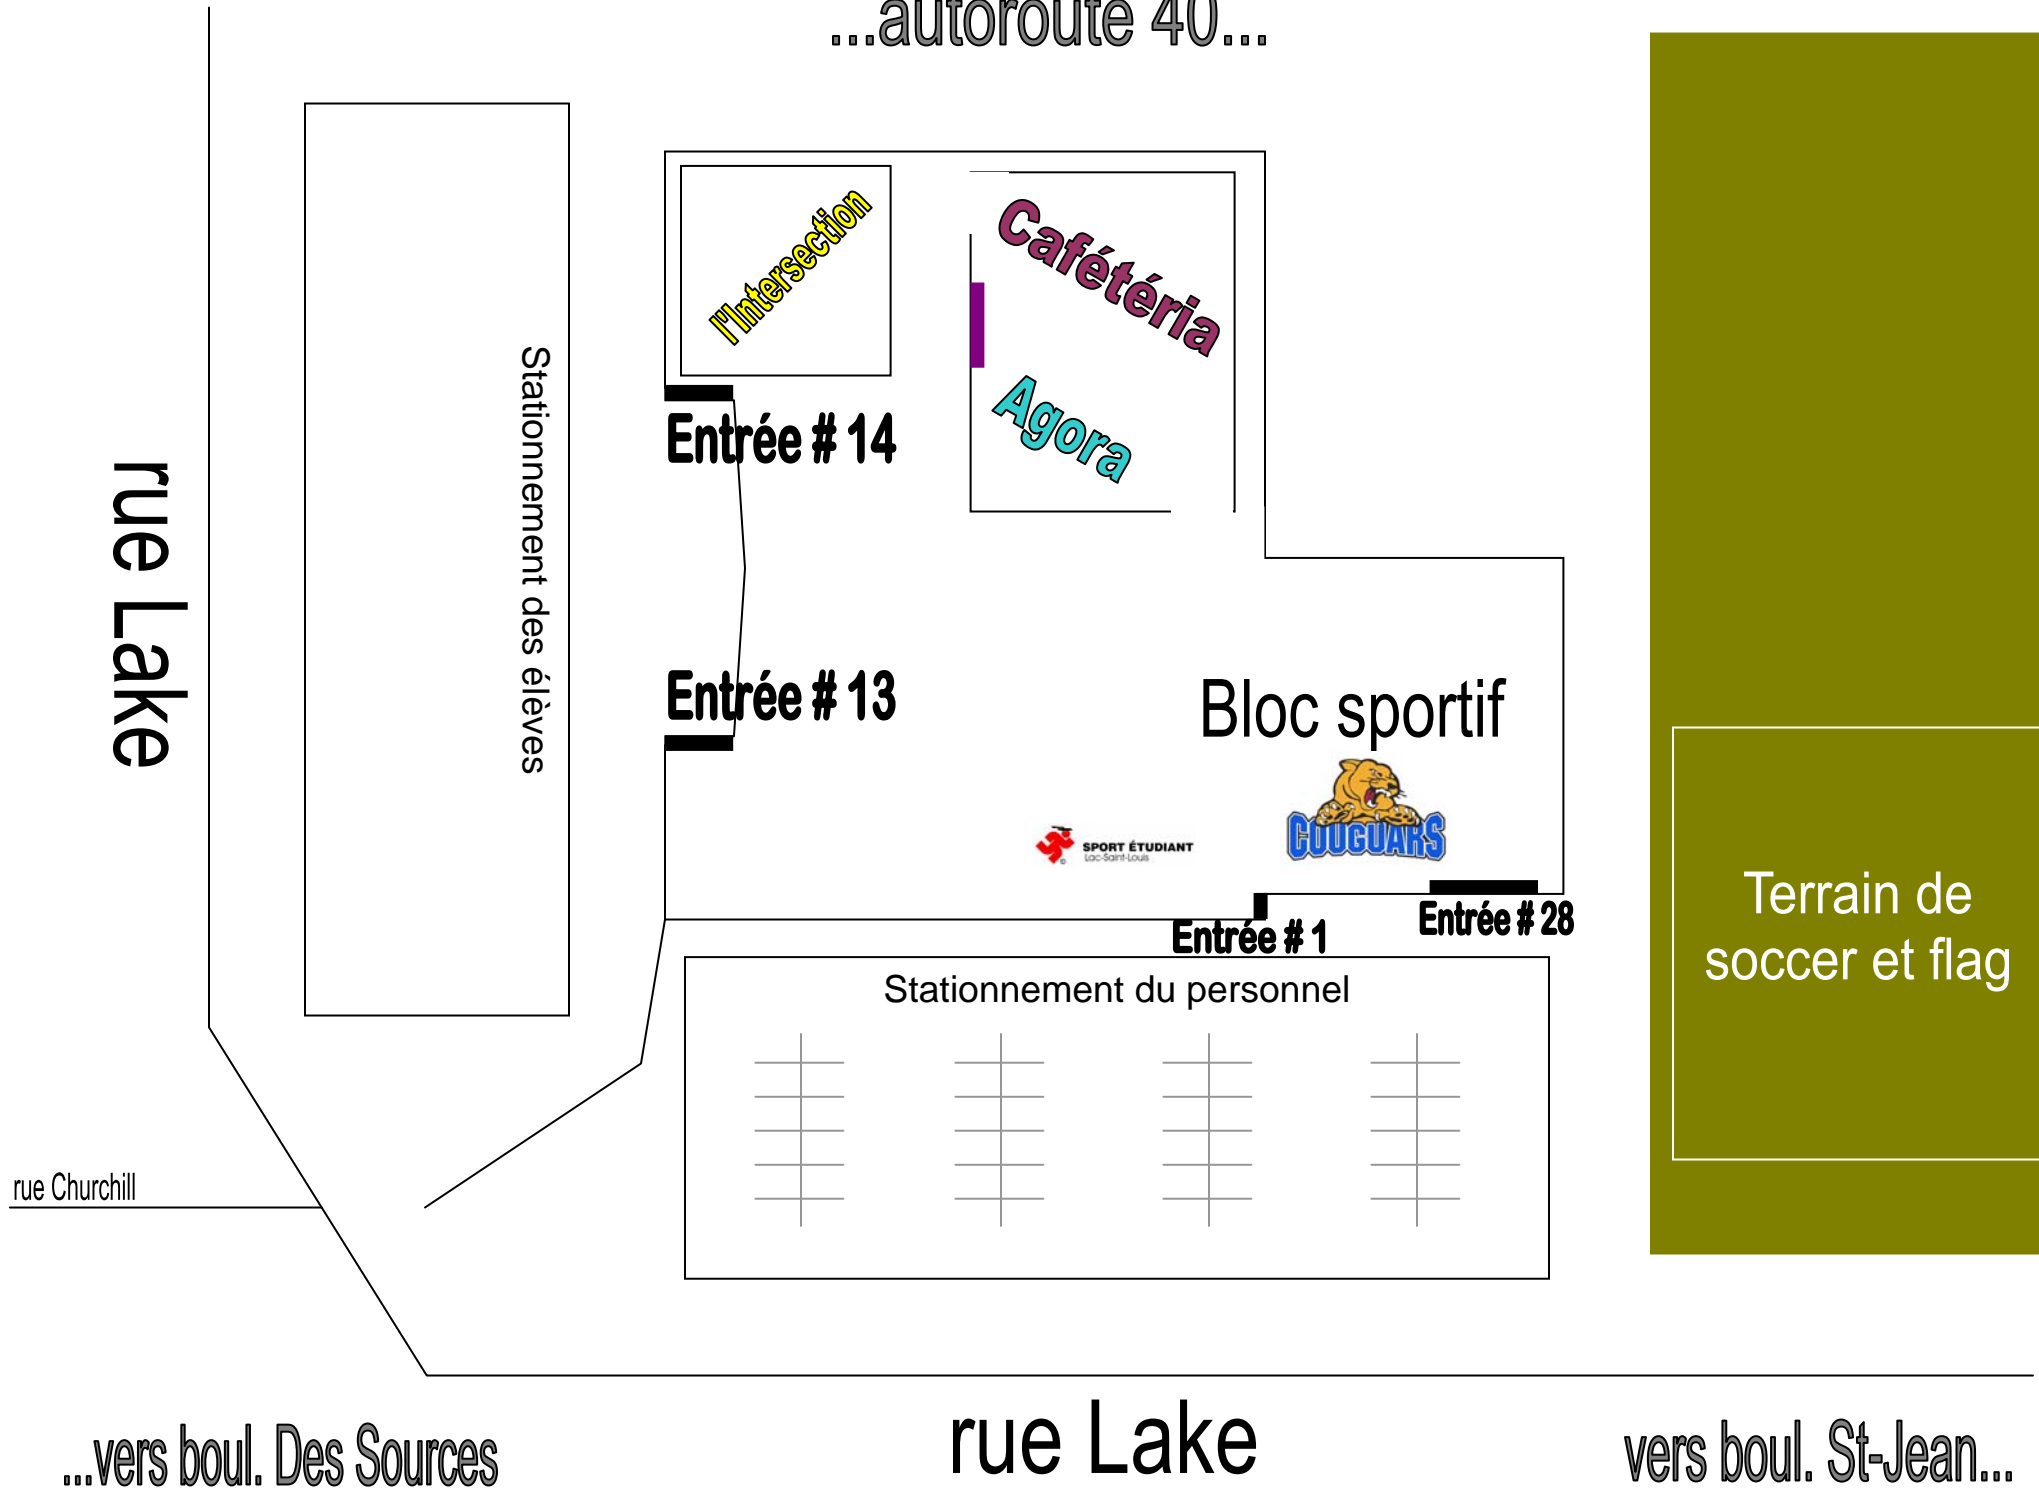 ...autoroute 40...
l'Intersection
Cafétéria
Agora
Entrée # 14
Stationnement des élèves
rue Lake
Entrée # 13
Bloc sportif
COUGUARS
SPORT ÉTUDIANT
Lac-Saint-Louis
Entrée # 1
Entrée # 28
Terrain de
soccer et flag
Stationnement du personnel
rue Churchill
rue Lake
...vers boul. Des Sources
vers boul. St-Jean...